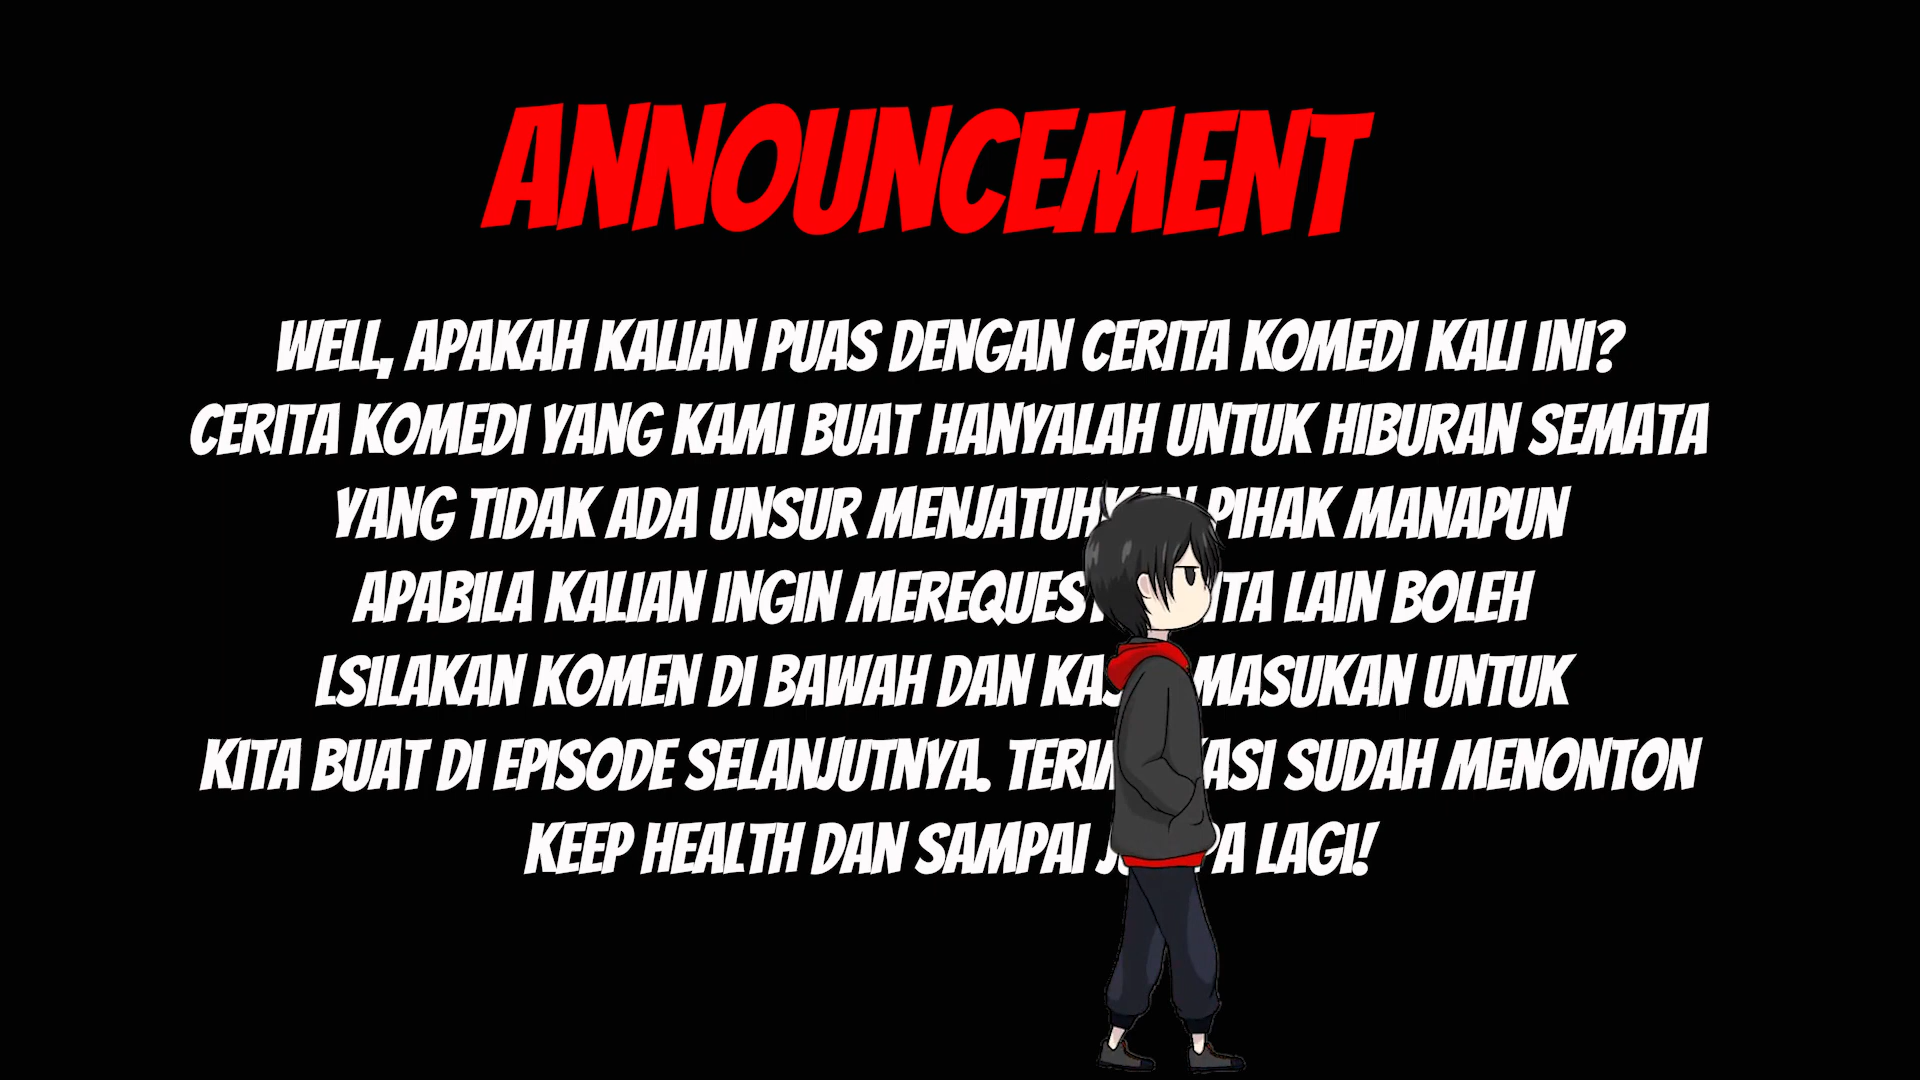 ANNOUNCEMENT
WELL, APAKAH KALIAN PUAS DENGAN CERITA KOMEDI KALI INI?
CERITA KOMEDI YANG KAMI BUAT HANYALAH UNTUK HIBURAN SEMATA
YANG TIDAK ADA UNSUR MENJATUHKAN PIHAK MANAPUN
APABILA KALIAN INGIN LAIN BOLEH
LSILAKAN KOMEN DI BAWAH DAN MASUKAN UNTUK
KITA BUAT DI EPISODE SELANJUTNYA. SUDAH MENONTON
KEEP HEALTH DAN SAMPAI LAGI!